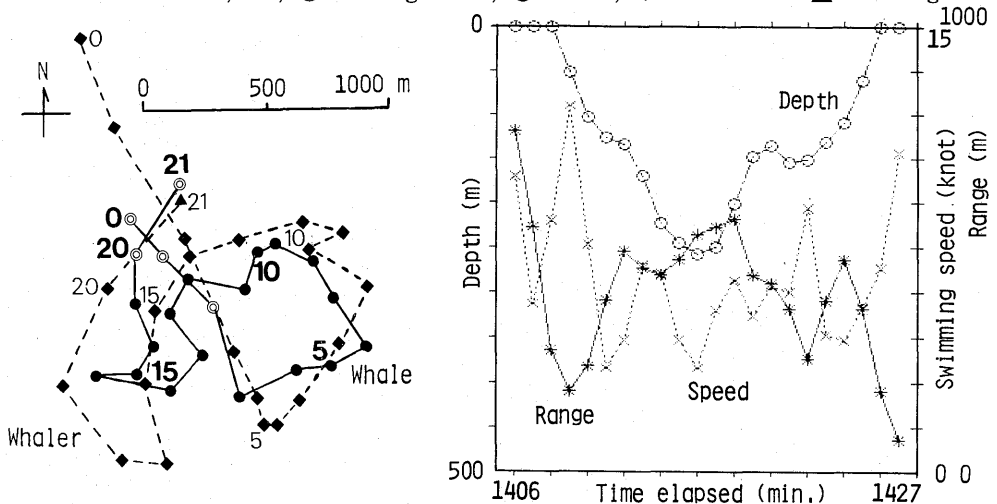 0
N
0 500 1000 m
21
21
0
20
20
15
10
10
15
5
5
Whale
Whaler
0
500
Depth (m)
1406
Time elapsed (min.)
1427
Depth
Range
Speed
1000
15
Swimming speed (knot)
Range (m)
0 0